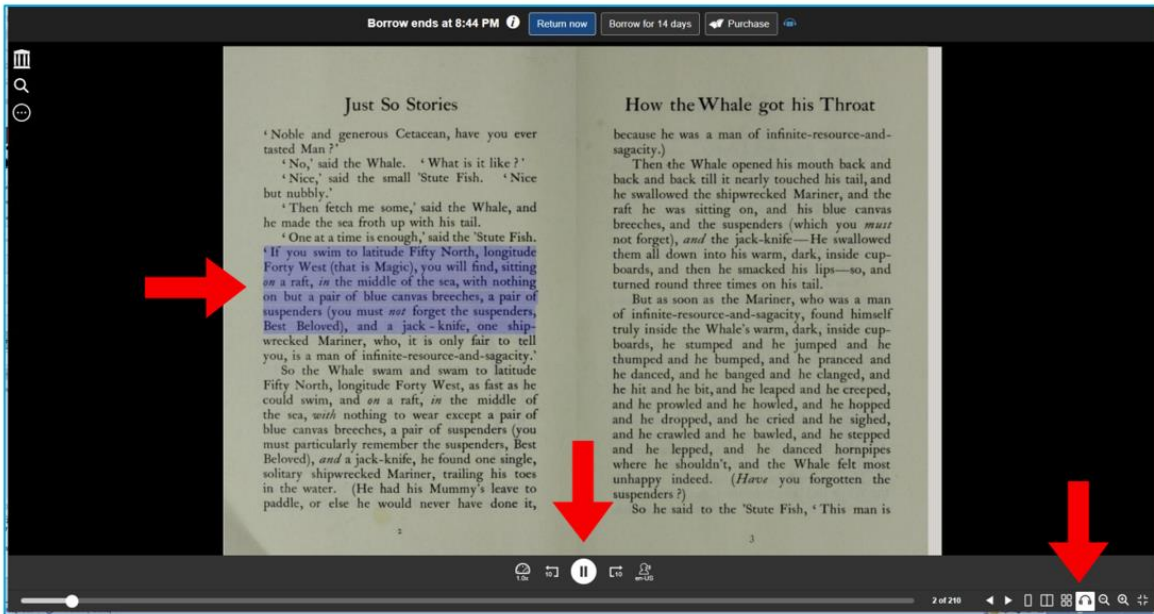 Borrow ends at 8:44 PM i Return now Borrow for 14 days Purchase
Just So Stories
‘Noble and generous Cetacean, have you ever
tasted Man?’
‘No,’ said the Whale. ‘What is it like?’
‘Nice,’ said the small ’Stute Fish. ‘Nice
but nubbly.’
‘Then fetch me some,’ said the Whale, and
he made the sea froth up with his tail.
‘One at a time is enough,’ said the ’Stute Fish.
‘If you swim to latitude Fifty North, longitude
Forty West (that is Magic), you will find, sitting
on a raft, in the middle of the sea, with nothing
on but a pair of blue canvas breeches, a pair of
suspenders (you must not forget the suspenders,
Best Beloved), and a jack-knife, one ship-
wrecked Mariner, who, it is only fair to tell
you, is a man of infinite-resource-and-sagacity.’
So the Whale swam and swam to latitude
Fifty North, longitude Forty West, as fast as he
could swim, and on a raft, in the middle of
the sea, with nothing to wear except a pair of
blue canvas breeches, a pair of suspenders (you
must particularly remember the suspenders, Best
Beloved), and a jack-knife, he found one single,
solitary shipwrecked Mariner, trailing his toes
in the water. (He had his Mummy’s leave to
paddle, or else he would never have done it,
2
How the Whale got his Throat
because he was a man of infinite-resource-and-
sagacity.)
Then the Whale opened his mouth back and
back and back till it nearly touched his tail, and
he swallowed the shipwrecked Mariner, and the
raft he was sitting on, and his blue canvas
breeches, and the suspenders (which you must
not forget), and the jack-knife—He swallowed
them all down into his warm, dark, inside cup-
boards, and then he smacked his lips—so, and
turned round three times on his tail.
But as soon as the Mariner, who was a man
of infinite-resource-and-sagacity, found himself
truly inside the Whale’s warm, dark, inside cup-
boards, he stumped and he jumped and he
thumped and he bumped, and he pranced and
he danced, and he banged and he clanged, and
he hit and he bit, and he leaped and he creeped,
and he prowled and he howled, and he hopped
and he dropped, and he cried and he sighed,
and he crawled and he bawled, and he stepped
and he lepped, and he danced hornpipes
where he shouldn’t, and the Whale felt most
unhappy indeed. (Have you forgotten the
suspenders?)
So he said to the ’Stute Fish, ‘This man is
3
1.0x 10 10 en-US
2 of 210